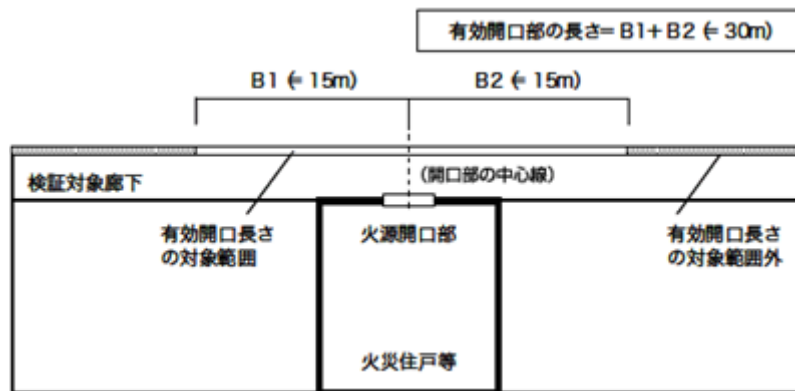 有効開口部の長さ=B1+B2 (=30m)
B1 (=15m)
B2 (=15m)
検証対象廊下
(開口部の中心線)
有効開口長さ
の対象範囲
火源開口部
有効開口長さ
の対象範囲外
火災住戸等